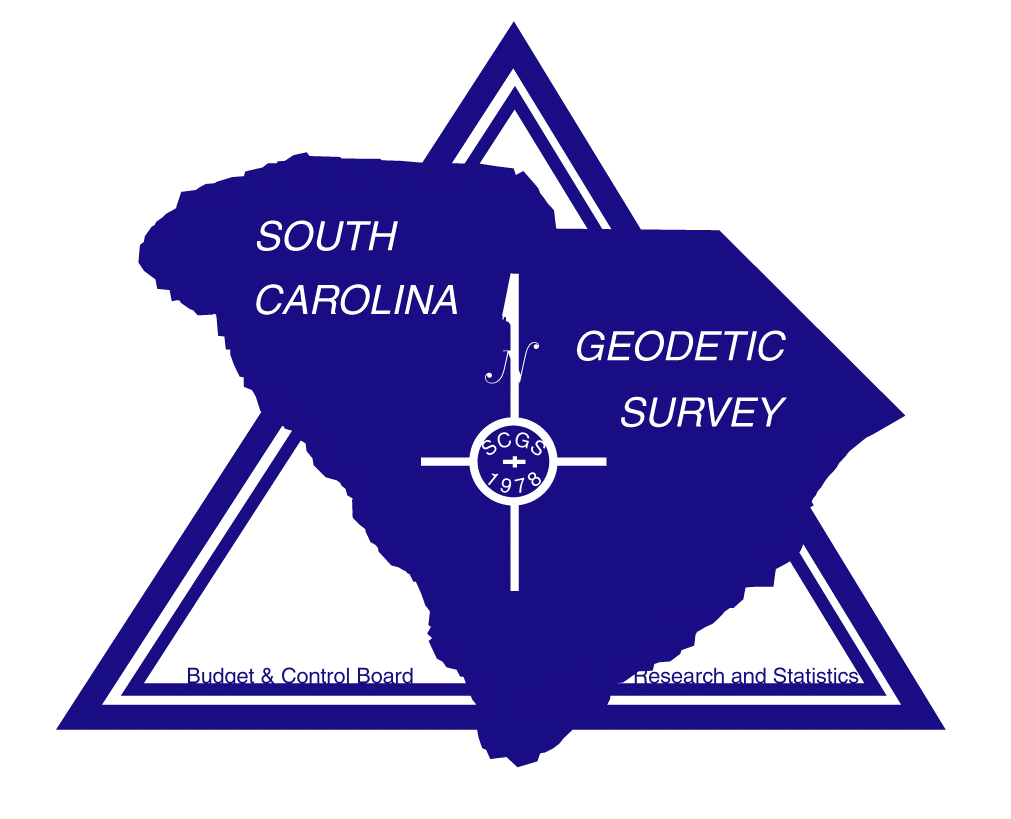 SOUTH
CAROLINA
N
GEODETIC
SURVEY
SCGS
1978
Budget & Control Board
Research and Statistics